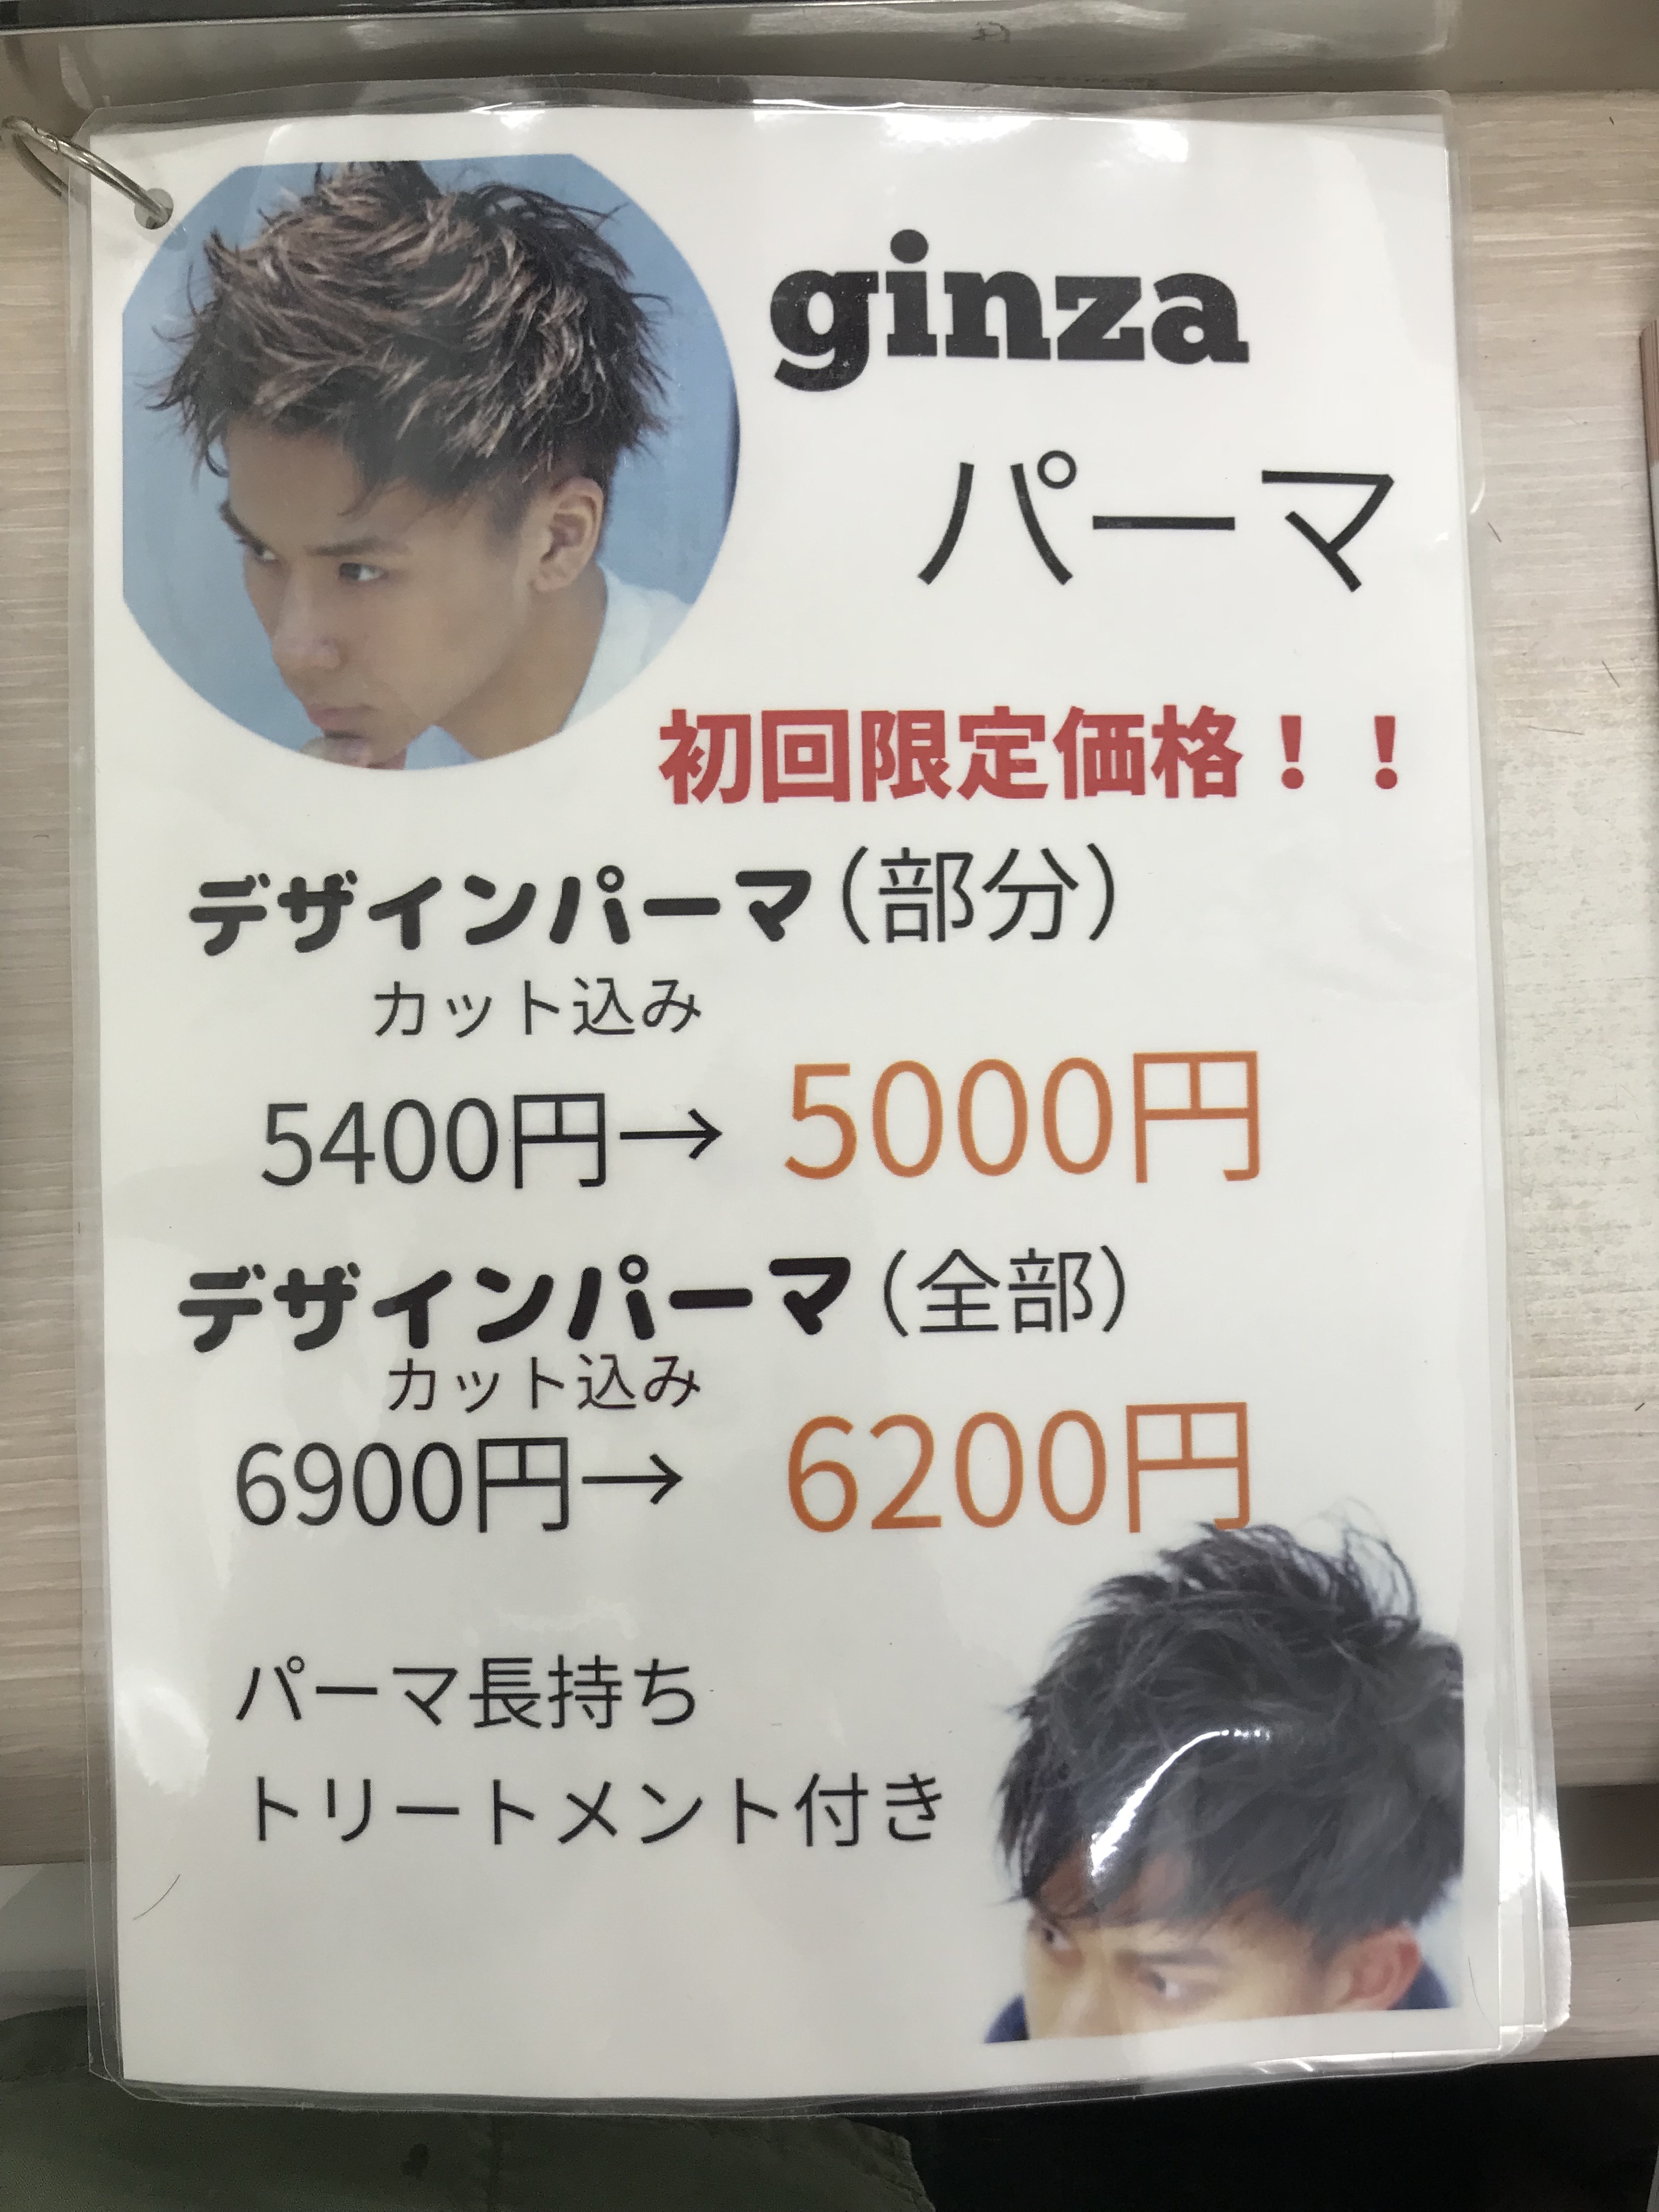 ginza
パーマ
初回限定価格！！
デザインパーマ（部分）
カット込み
5400円→ 5000円
デザインパーマ（全部）
カット込み
6900円→ 6200円
パーマ長持ち
トリートメント付き